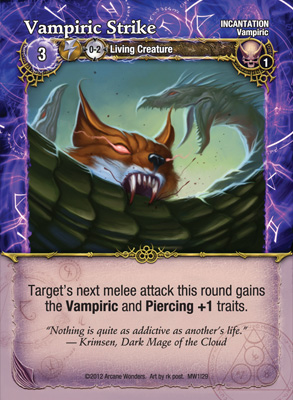 Vampiric Strike
INCANTATION
Vampiric
3
0-2
Living Creature
1
Target's next melee attack this round gains
the Vampiric and Piercing +1 traits.
"Nothing is quite as addictive as another's life."
— Krimsen, Dark Mage of the Cloud
©2012 Arcane Wonders. Art by rk post. MW1I29